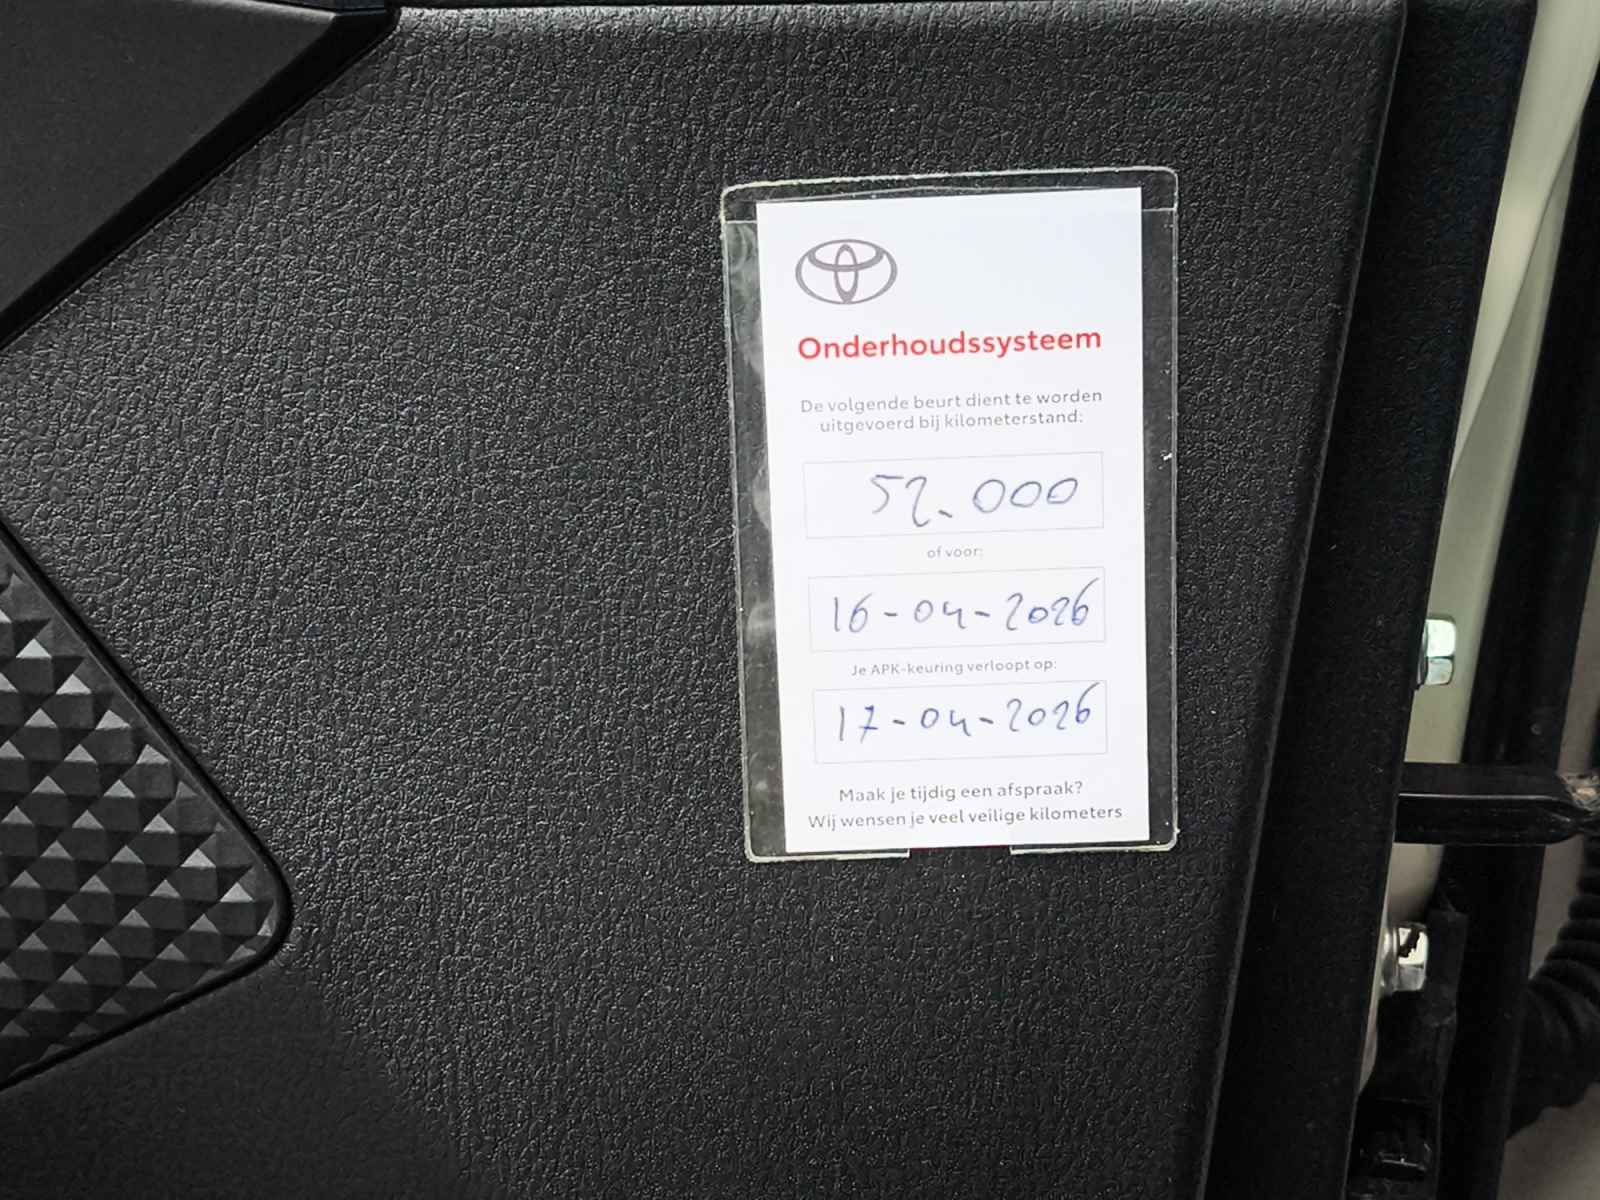 Onderhoudssysteem
De volgende beurt dient te worden
uitgevoerd bij kilometerstand:
52.000
of voor:
16-04-2026
Je APK-keuring verloopt op:
17-04-2026
Maak je tijdig een afspraak?
Wij wensen je veel veilige kilometers